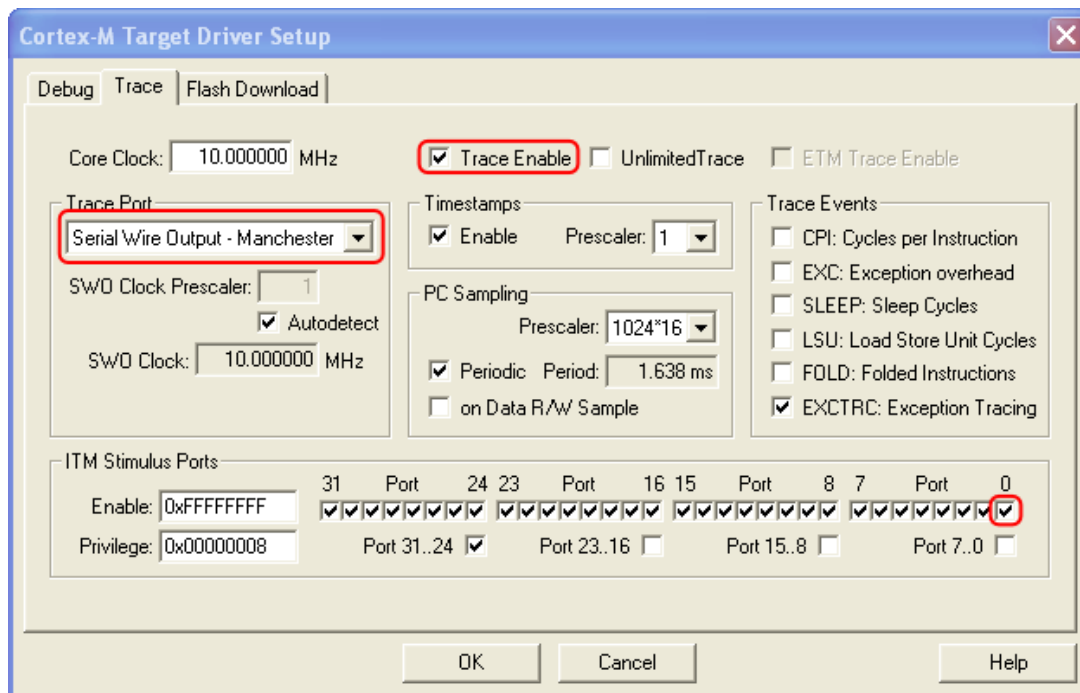 Cortex-M Target Driver Setup
Debug Trace Flash Download
Core Clock: 10.000000 MHz Trace Enable UnlimitedTrace ETM Trace Enable
Trace Port
Serial Wire Output - Manchester
SWO Clock Prescaler: 1
Autodetect
SWO Clock: 10.000000 MHz
Timestamps
Enable Prescaler: 1
PC Sampling
Prescaler: 1024*16
Periodic Period: 1.638 ms
on Data R/W Sample
Trace Events
CPI: Cycles per Instruction
EXC: Exception overhead
SLEEP: Sleep Cycles
LSU: Load Store Unit Cycles
FOLD: Folded Instructions
EXCTRC: Exception Tracing
ITM Stimulus Ports
31 Port 24 23 Port 16 15 Port 8 7 Port 0
Enable: 0xFFFFFFFF
Privilege: 0x00000008 Port 31..24 Port 23..16 Port 15..8 Port 7..0
OK Cancel Help